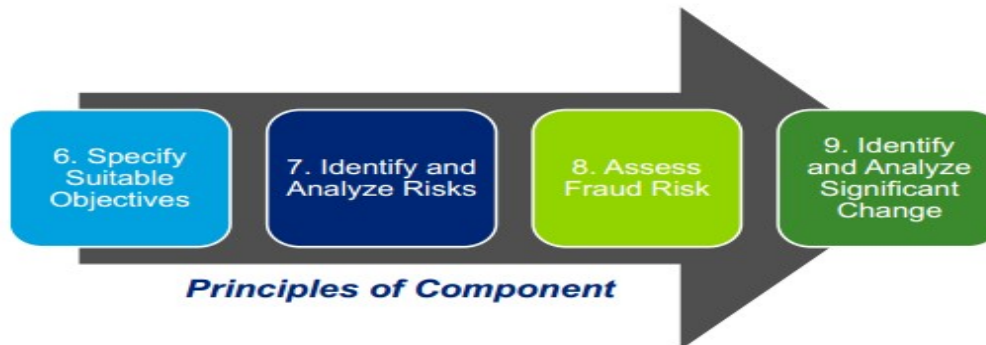 6. Specify
Suitable
Objectives
7. Identify and
Analyze Risks
8. Assess
Fraud Risk
9. Identify
and Analyze
Significant
Change
Principles of Component